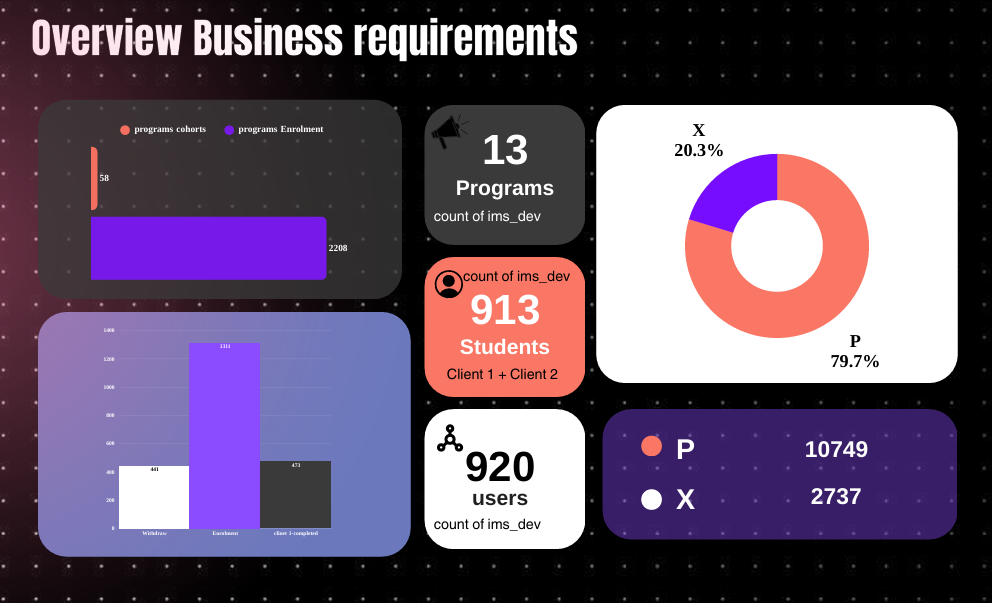 Overview Business requirements
programs cohorts
programs Enrolment
58
2208
1400
1200
1000
800
600
400
200
0
441
1311
473
Withdraw
Enrolment
clinet 1-completed
13
Programs
count of ims_dev
count of ims_dev
913
Students
Client 1 + Client 2
920
users
count of ims_dev
X
20.3%
P
79.7%
P 10749
X 2737